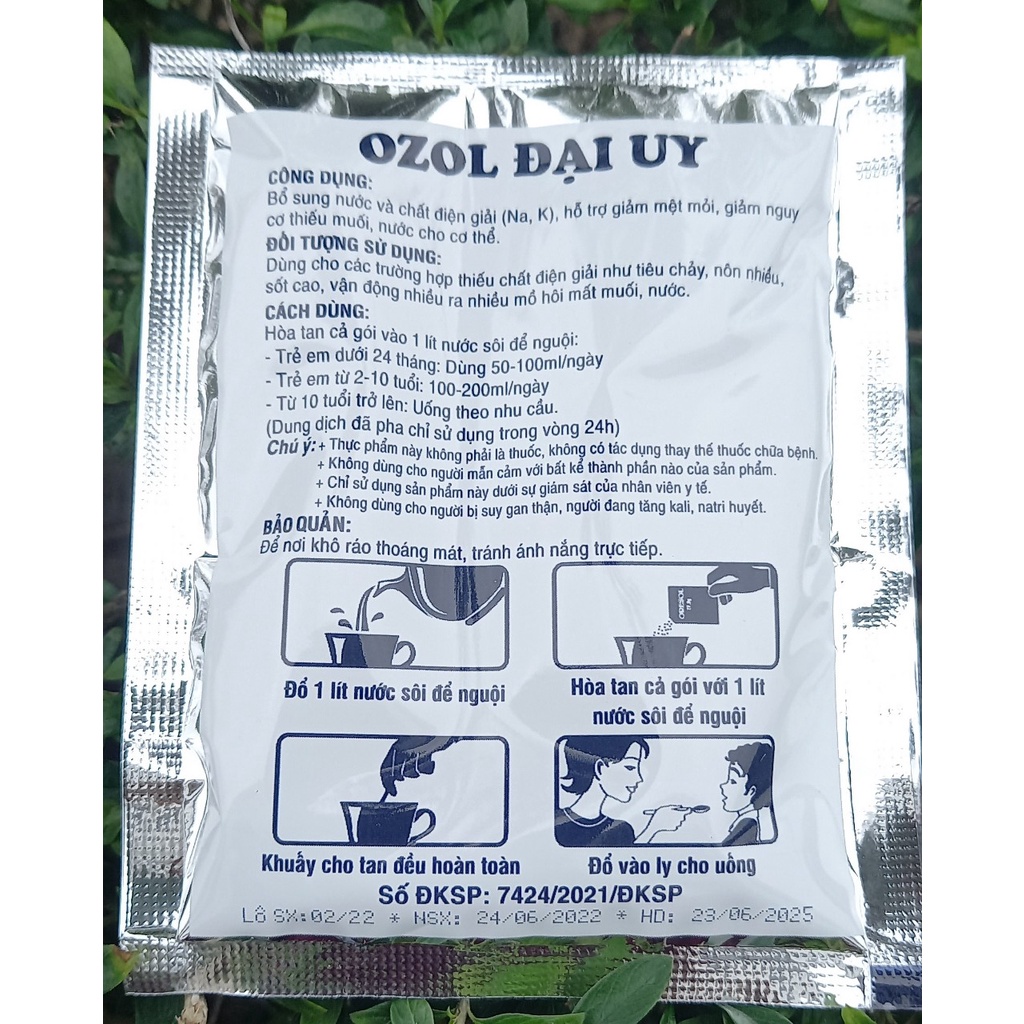 OZOL ĐẠI UY
CÔNG DỤNG:
Bổ sung nước và chất điện giải (Na, K), hỗ trợ giảm mệt mỏi, giảm nguy
cơ thiếu muối, nước cho cơ thể.
ĐỐI TƯỢNG SỬ DỤNG:
Dùng cho các trường hợp thiếu chất điện giải như tiêu chảy, nôn nhiều,
sốt cao, vận động nhiều ra nhiều mồ hôi mất muối, nước.
CÁCH DÙNG:
Hòa tan cả gói vào 1 lít nước sôi để nguội:
- Trẻ em dưới 24 tháng: Dùng 50-100ml/ngày
- Trẻ em từ 2-10 tuổi: 100-200ml/ngày
- Từ 10 tuổi trở lên: Uống theo nhu cầu.
(Dung dịch đã pha chỉ sử dụng trong vòng 24h)
Chú ý: + Thực phẩm này không phải là thuốc, không có tác dụng thay thế thuốc chữa bệnh.
+ Không dùng cho người mẫn cảm với bất kể thành phần nào của sản phẩm.
+ Chỉ sử dụng sản phẩm này dưới sự giám sát của nhân viên y tế.
+ Không dùng cho người bị suy gan thận, người đang tăng kali, natri huyết.
BẢO QUẢN:
Để nơi khô ráo thoáng mát, tránh ánh nắng trực tiếp.
Đổ 1 lít nước sôi để nguội
Hòa tan cả gói với 1 lít
nước sôi để nguội
Khuấy cho tan đều hoàn toàn
Đổ vào ly cho uống
Số ĐKSP: 7424/2021/ĐKSP
Lô SX:02/22 * NSX: 24/06/2022 * HD: 23/06/2025